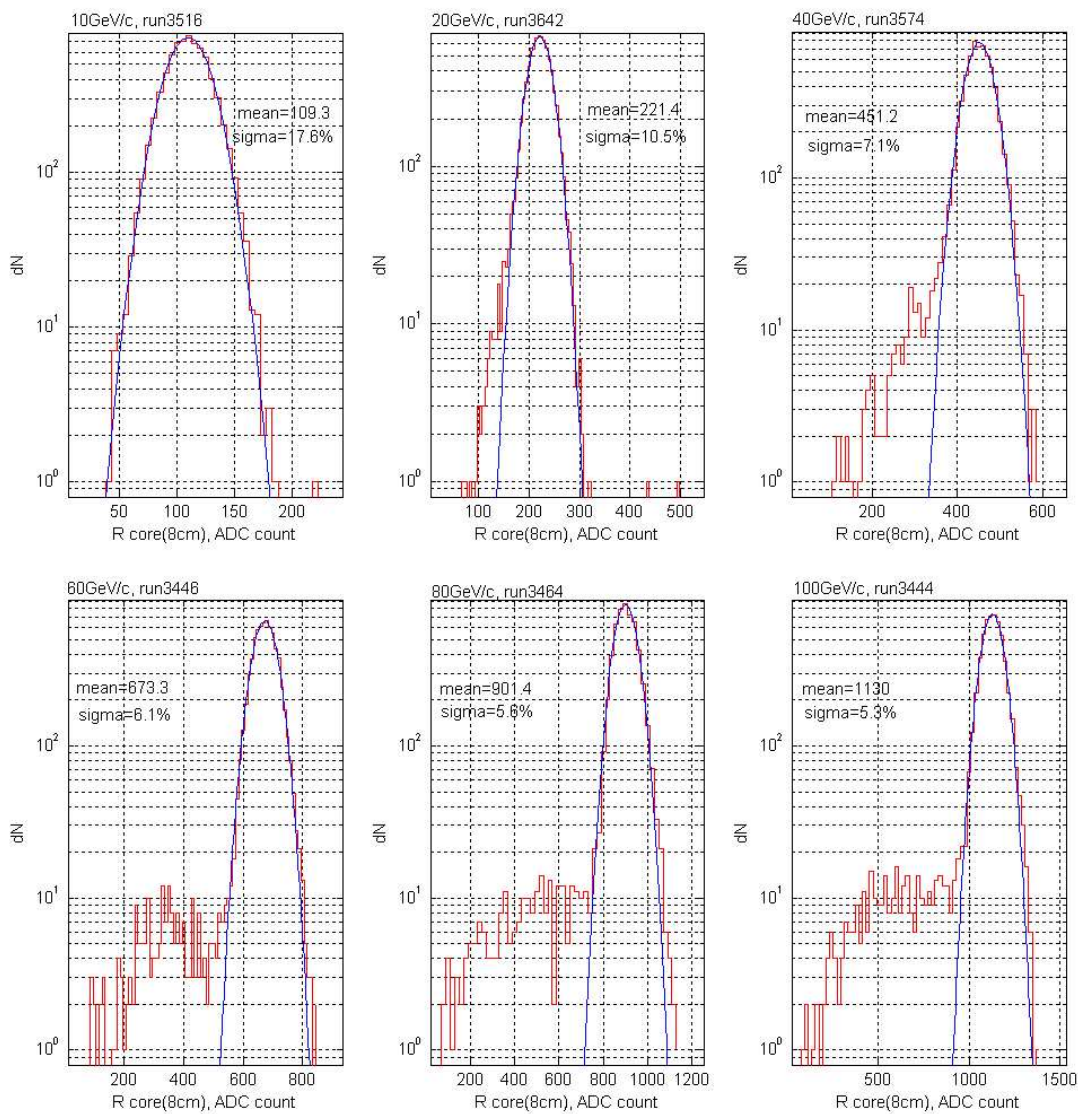 10GeV/c, run3516
mean=109.3
sigma=17.6%
10²
10¹
10⁰
dN
50 100 150 200
R core(8cm), ADC count
20GeV/c, run3642
mean=221.4
sigma=10.5%
10²
10¹
10⁰
dN
100 200 300 400 500
R core(8cm), ADC count
40GeV/c, run3574
mean=451.2
sigma=7.1%
10²
10¹
10⁰
dN
200 400 600
R core(8cm), ADC count
60GeV/c, run3446
mean=673.3
sigma=6.1%
10²
10¹
10⁰
dN
200 400 600 800
R core(8cm), ADC count
80GeV/c, run3464
mean=901.4
sigma=5.6%
10²
10¹
10⁰
dN
200 400 600 800 1000 1200
R core(8cm), ADC count
100GeV/c, run3444
mean=1130
sigma=5.3%
10²
10¹
10⁰
dN
500 1000 1500
R core(8cm), ADC count